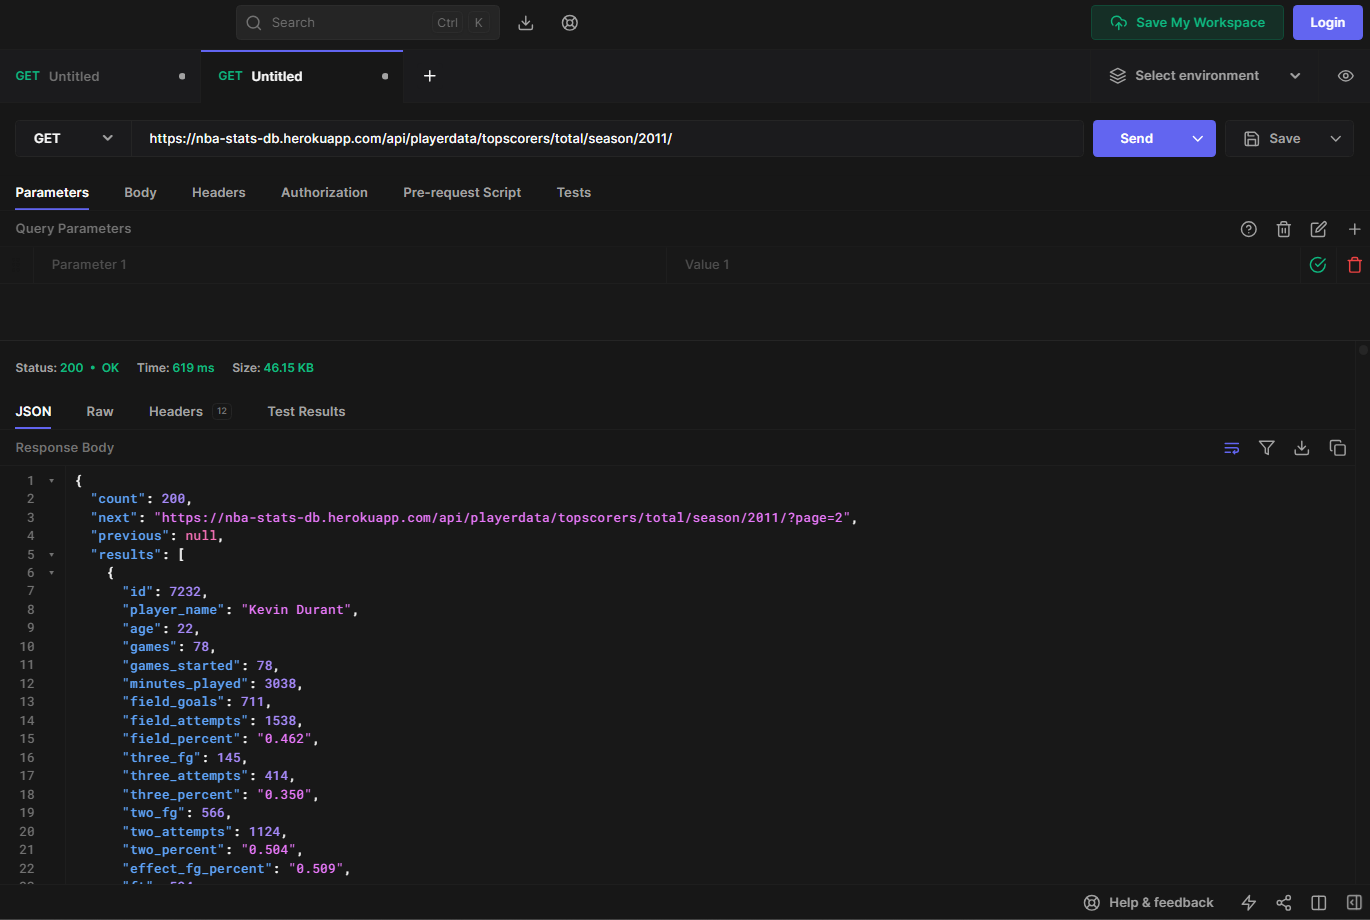 Search Ctrl K Save My Workspace Login
GET Untitled GET Untitled Select environment
GET https://nba-stats-db.herokuapp.com/api/playerdata/topscorers/total/season/2011/ Send Save
Parameters Body Headers Authorization Pre-request Script Tests
Query Parameters
Parameter 1 Value 1
Status: 200 • OK Time: 619 ms Size: 46.15 KB
JSON Raw Headers 12 Test Results
Response Body
1 {
2 "count": 200,
3 "next": "https://nba-stats-db.herokuapp.com/api/playerdata/topscorers/total/season/2011/?page=2",
4 "previous": null,
5 "results": [
6 {
7 "id": 7232,
8 "player_name": "Kevin Durant",
9 "age": 22,
10 "games": 78,
11 "games_started": 78,
12 "minutes_played": 3038,
13 "field_goals": 711,
14 "field_attempts": 1538,
15 "field_percent": "0.462",
16 "three_fg": 145,
17 "three_attempts": 414,
18 "three_percent": "0.350",
19 "two_fg": 566,
20 "two_attempts": 1124,
21 "two_percent": "0.504",
22 "effect_fg_percent": "0.509",
Help & feedback